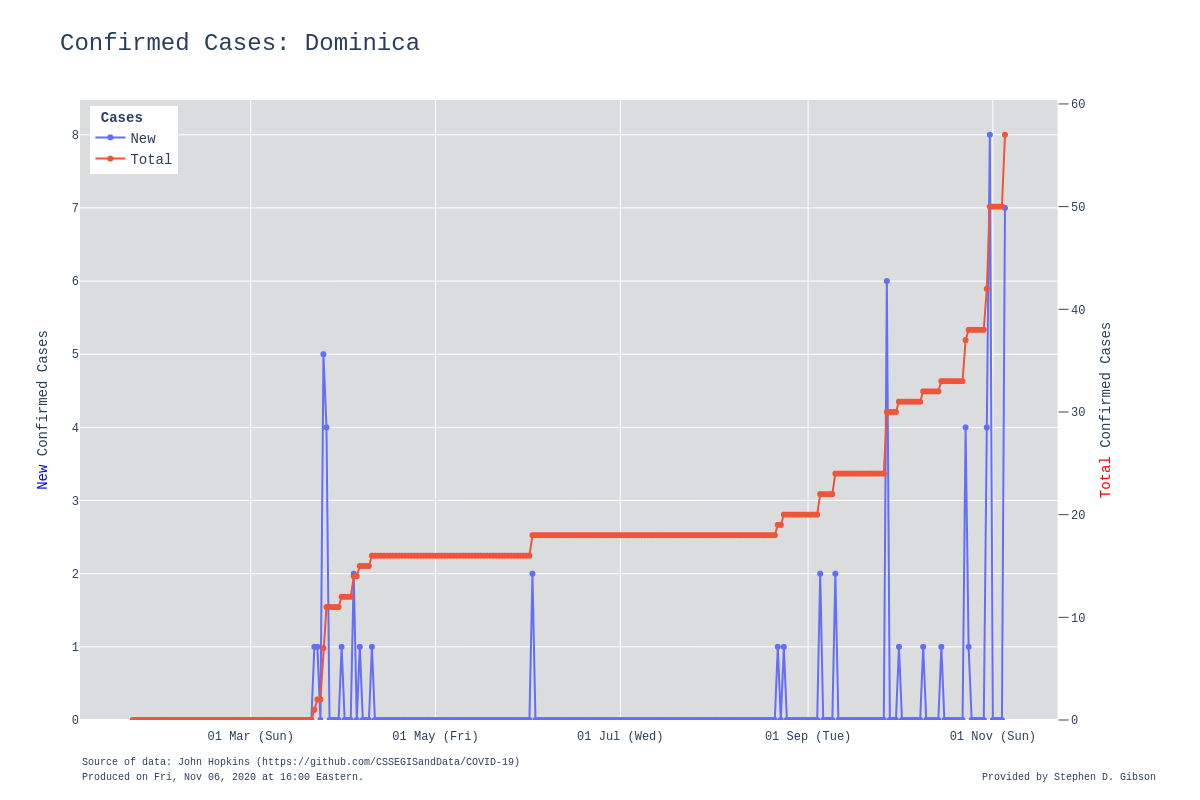 Confirmed Cases: Dominica
Cases
New
Total
8
7
6
5
4
3
2
1
0
60
50
40
30
20
10
0
New Confirmed Cases
Total Confirmed Cases
01 Mar (Sun)
01 May (Fri)
01 Jul (Wed)
01 Sep (Tue)
01 Nov (Sun)
Source of data: John Hopkins (https://github.com/CSSEGISandData/COVID-19)
Produced on Fri, Nov 06, 2020 at 16:00 Eastern.
Provided by Stephen D. Gibson